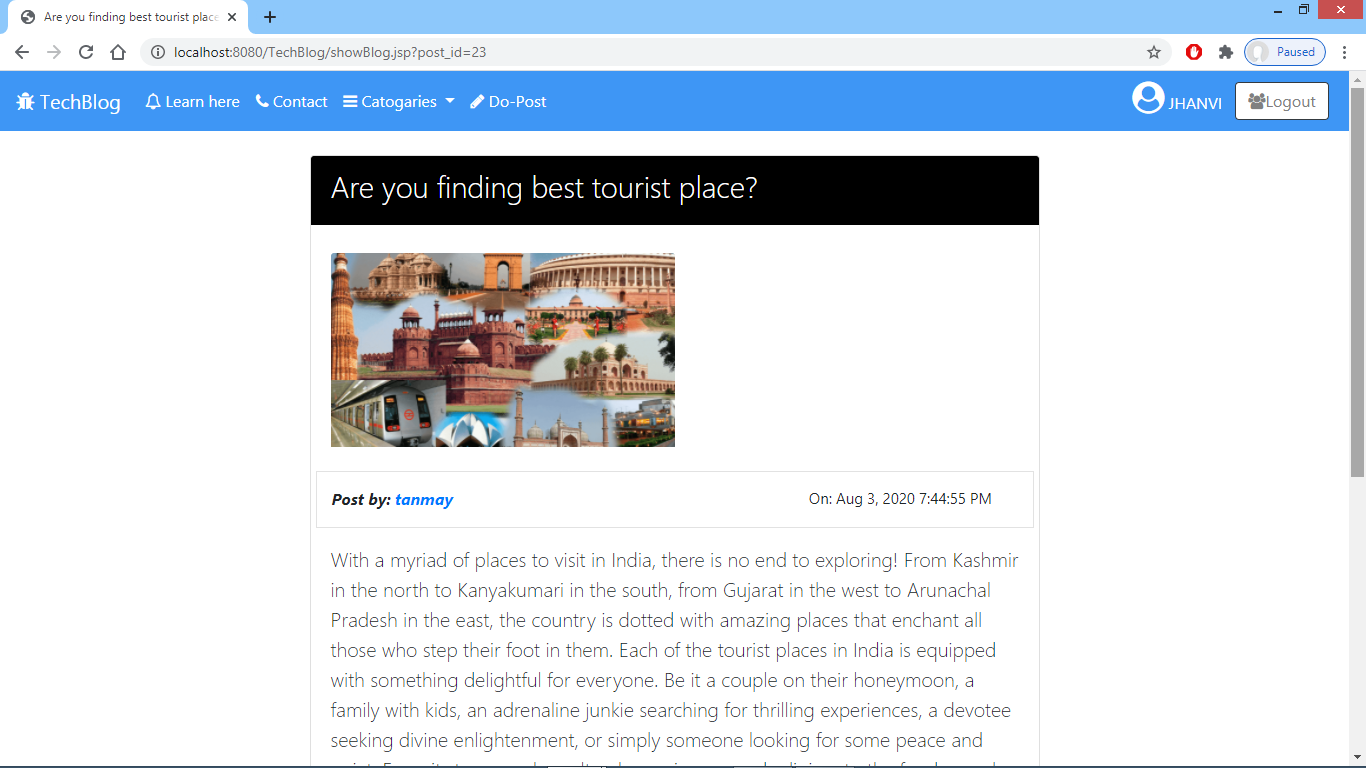 Are you finding best tourist place
localhost:8080/TechBlog/showBlog.jsp?post_id=23
Paused
TechBlog
Learn here
Contact
Catogaries
Do-Post
JHANVI
Logout
Are you finding best tourist place?
Post by: tanmay
On: Aug 3, 2020 7:44:55 PM
With a myriad of places to visit in India, there is no end to exploring! From Kashmir
in the north to Kanyakumari in the south, from Gujarat in the west to Arunachal
Pradesh in the east, the country is dotted with amazing places that enchant all
those who step their foot in them. Each of the tourist places in India is equipped
with something delightful for everyone. Be it a couple on their honeymoon, a
family with kids, an adrenaline junkie searching for thrilling experiences, a devotee
seeking divine enlightenment, or simply someone looking for some peace and